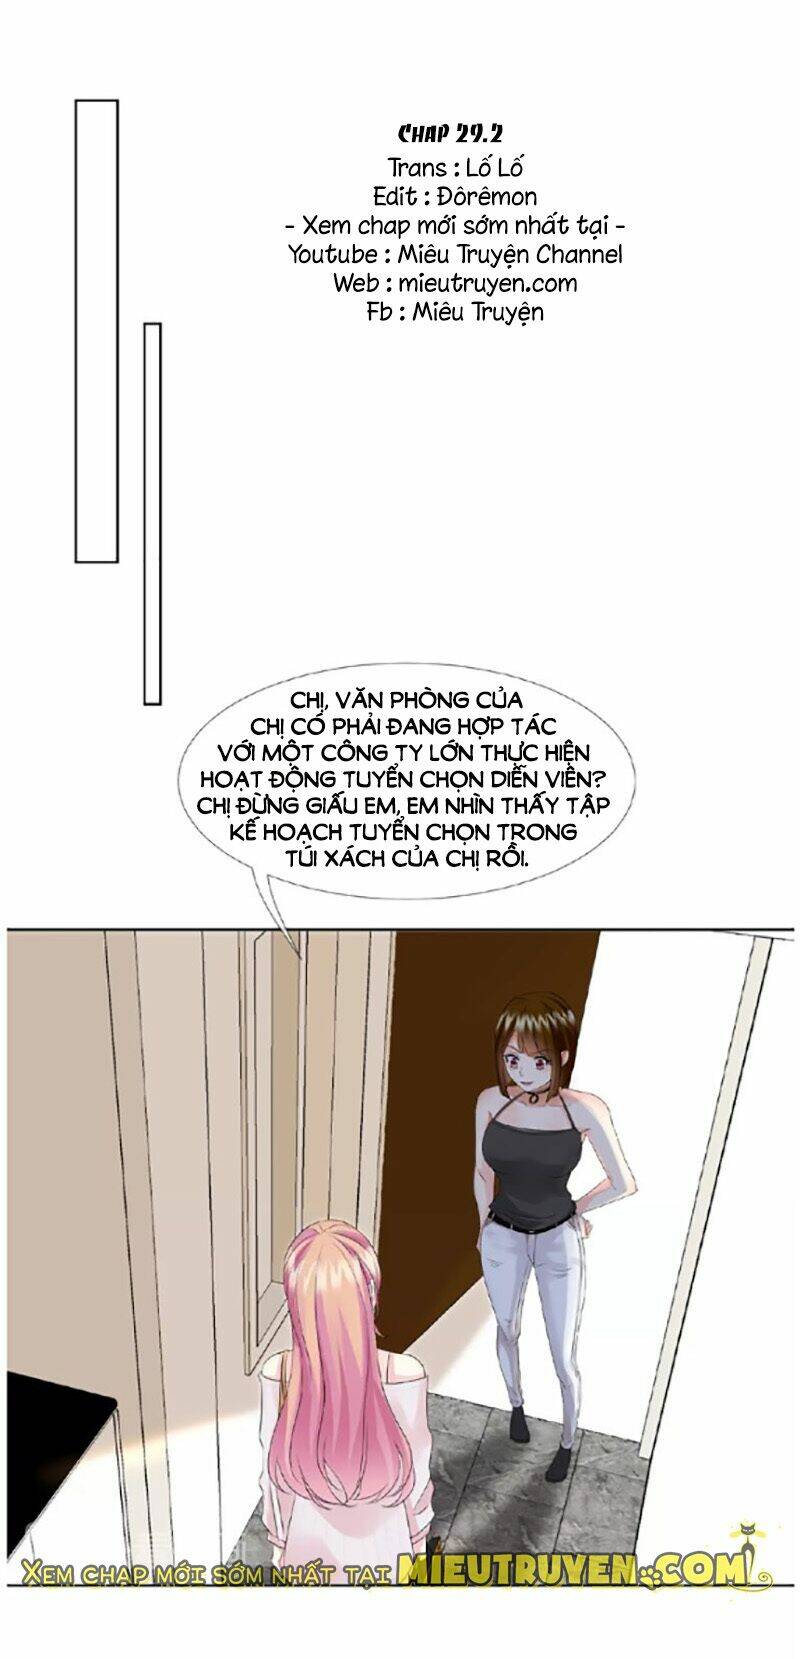 Chap 29.2
Trans : Lố Lố
Edit : Đôrêmon
- Xem chap mới sớm nhất tại -
Youtube : Miêu Truyện Channel
Web : mieutruyen.com
Fb : Miêu Truyện
CHỊ, VĂN PHÒNG CỦA
CHỊ CÓ PHẢI ĐANG HỢP TÁC
VỚI MỘT CÔNG TY LỚN THỰC HIỆN
HOẠT ĐỘNG TUYỂN CHỌN DIỄN VIÊN?
CHỊ ĐỪNG GIẤU EM, EM NHÌN THẤY TẬP
KẾ HOẠCH TUYỂN CHỌN TRONG
TÚI XÁCH CỦA CHỊ RỒI.
XEM CHAP MỚI SỚM NHẤT TẠI MIEUTRUYEN.COM